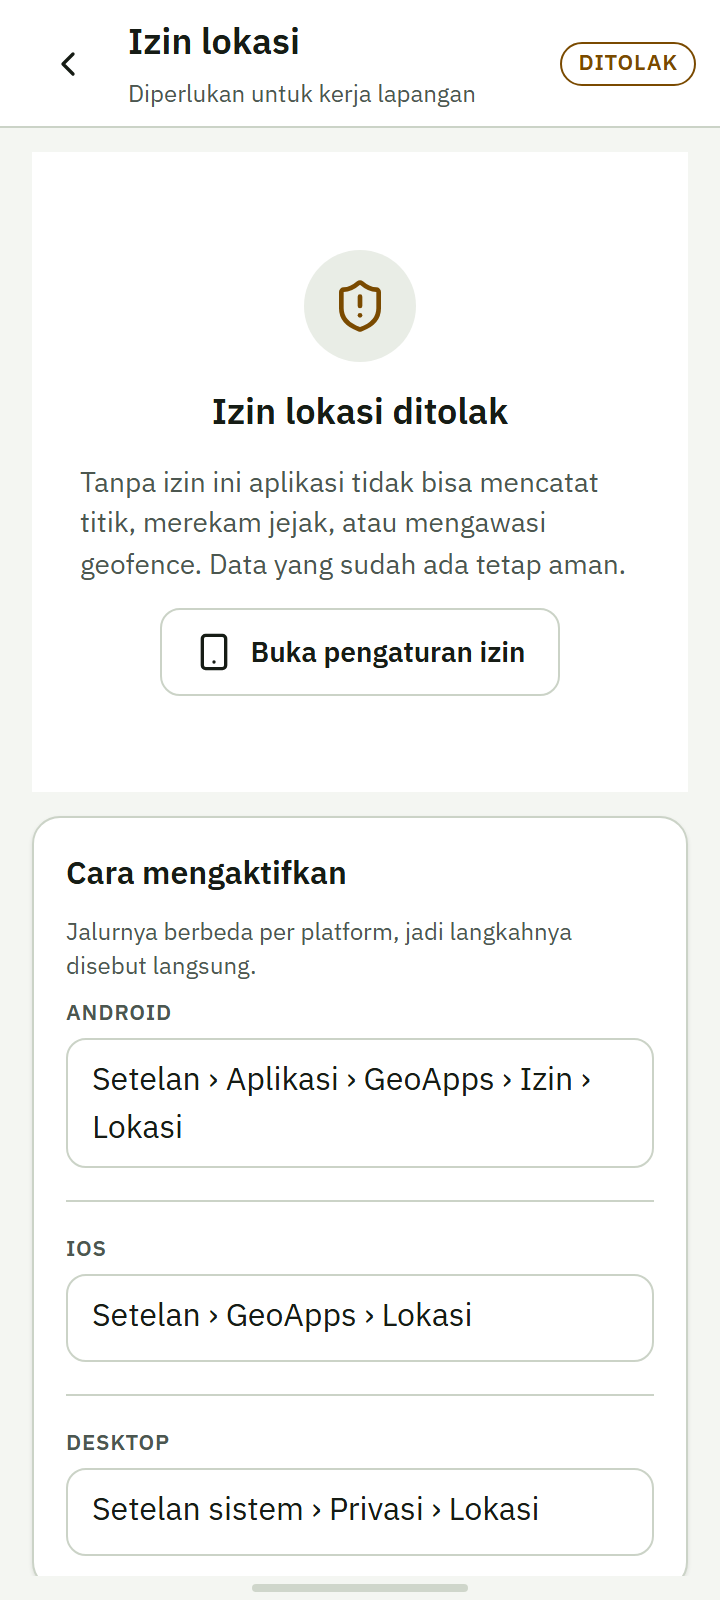 Izin lokasi
Diperlukan untuk kerja lapangan
DITOLAK
Izin lokasi ditolak
Tanpa izin ini aplikasi tidak bisa mencatat
titik, merekam jejak, atau mengawasi
geofence. Data yang sudah ada tetap aman.
Buka pengaturan izin
Cara mengaktifkan
Jalurnya berbeda per platform, jadi langkahnya
disebut langsung.
ANDROID
Setelan › Aplikasi › GeoApps › Izin ›
Lokasi
IOS
Setelan › GeoApps › Lokasi
DESKTOP
Setelan sistem › Privasi › Lokasi